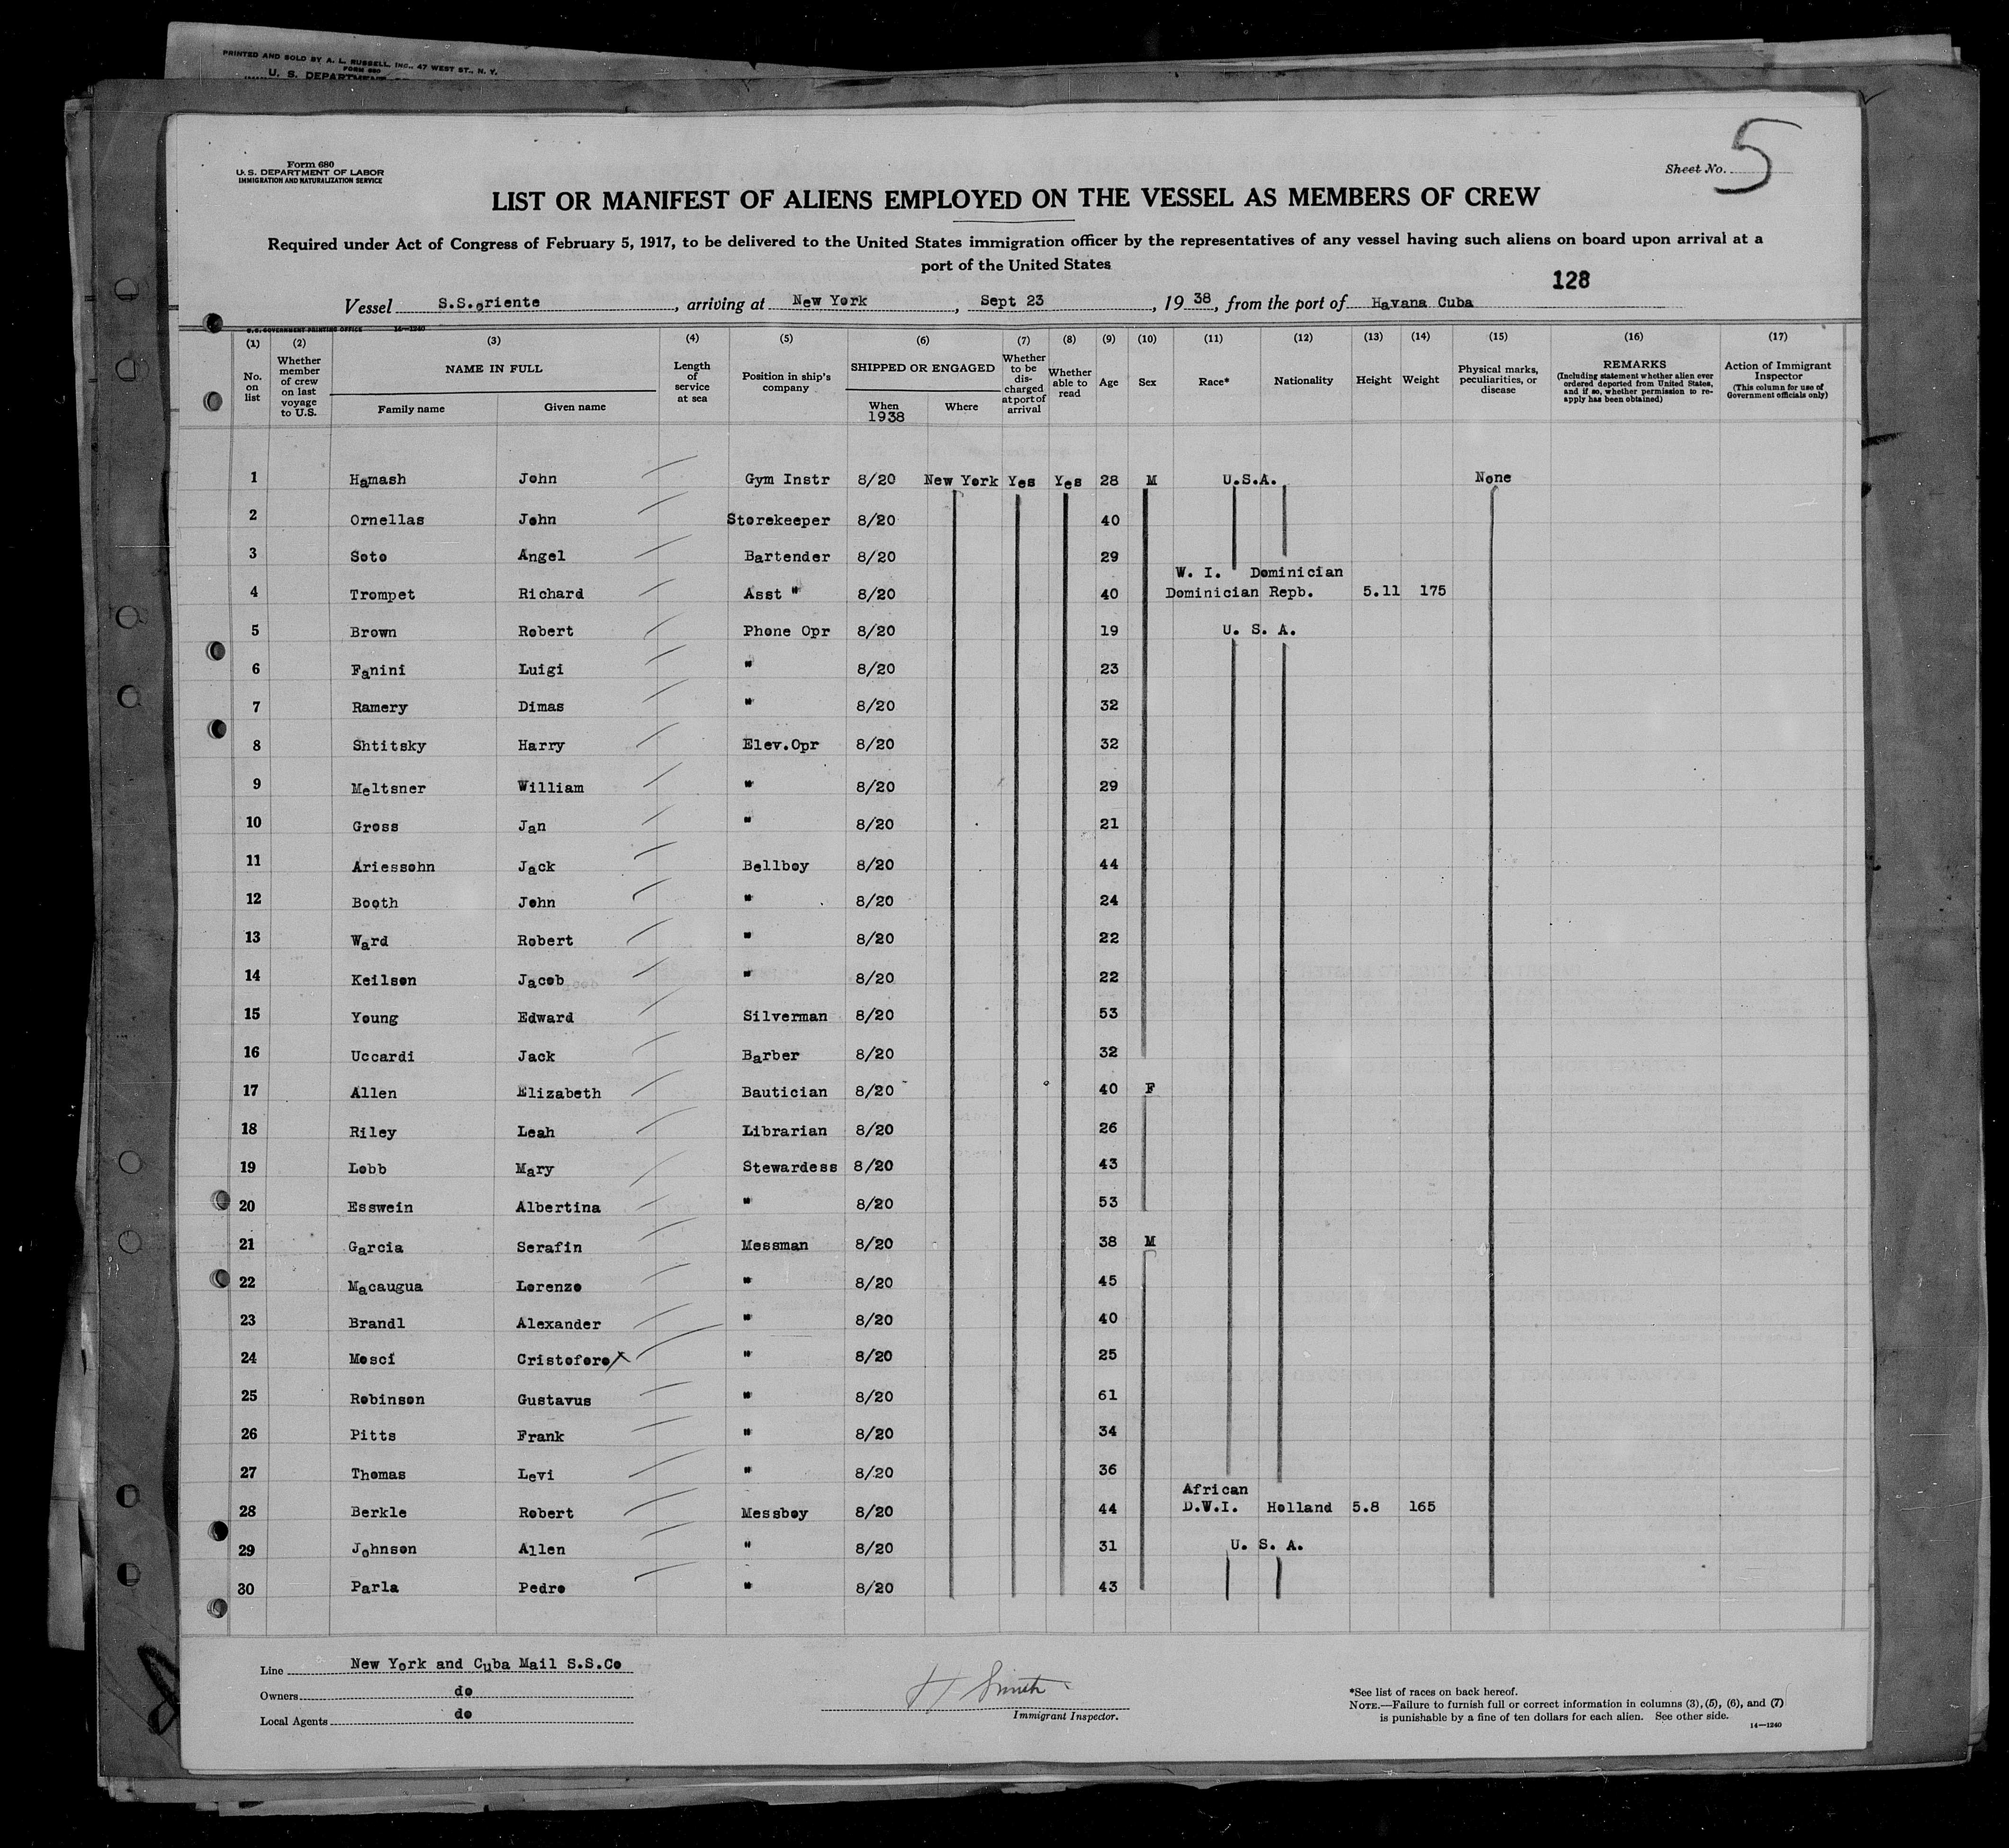 PRINTED AND SOLD BY A. L. RUSSELL, INC., 47 WEST ST., N. Y.
FORM 680
U. S. DEPARTMENT
Form 680
U. S. DEPARTMENT OF LABOR
IMMIGRATION AND NATURALIZATION SERVICE
Sheet No. 5
LIST OR MANIFEST OF ALIENS EMPLOYED ON THE VESSEL AS MEMBERS OF CREW
Required under Act of Congress of February 5, 1917, to be delivered to the United States immigration officer by the representatives of any vessel having such aliens on board upon arrival at a
port of the United States
128
Vessel S.S.oriente, arriving at New York, Sept 23, 1938, from the port of Havana Cuba
U.S. GOVERNMENT PRINTING OFFICE 14—1240
(1) (2) (3) (4) (5) (6) (7) (8) (9) (10) (11) (12) (13) (14) (15) (16) (17)
No. on list
Whether member of crew on last voyage to U.S.
NAME IN FULL
Family name Given name
Length of service at sea
Position in ship's company
SHIPPED OR ENGAGED
When Where
1938
Whether to be discharged at port of arrival
Whether able to read
Age
Sex
Race*
Nationality
Height
Weight
Physical marks, peculiarities, or disease
REMARKS
(Including statement whether alien ever ordered deported from United States, and if so, whether permission to reapply has been obtained)
Action of Immigrant Inspector
(This column for use of Government officials only)
1 Hamash John Gym Instr 8/20 New York Yes Yes 28 M U.S.A. None
2 Ornellas John Storekeeper 8/20 40
3 Soto Angel Bartender 8/20 29
W. I. Dominician
4 Trompet Richard Asst " 8/20 40 Dominician Repb. 5.11 175
5 Brown Robert Phone Opr 8/20 19 U. S. A.
6 Fanini Luigi " 8/20 23
7 Ramery Dimas " 8/20 32
8 Shtitsky Harry Elev.Opr 8/20 32
9 Meltsner William " 8/20 29
10 Gross Jan " 8/20 21
11 Ariessohn Jack Bellboy 8/20 44
12 Booth John " 8/20 24
13 Ward Robert " 8/20 22
14 Keilson Jacob " 8/20 22
15 Young Edward Silverman 8/20 53
16 Uccardi Jack Barber 8/20 32
17 Allen Elizabeth Bautician 8/20 40 F
18 Riley Leah Librarian 8/20 26
19 Lobb Mary Stewardess 8/20 43
20 Esswein Albertina " 8/20 53
21 Garcia Serafin Messman 8/20 38 M
22 Macaugua Lorenzo " 8/20 45
23 Brandl Alexander " 8/20 40
24 Mosci Cristofore " 8/20 25
25 Robinson Gustavus " 8/20 61
26 Pitts Frank " 8/20 34
27 Thomas Levi " 8/20 36
African
28 Berkle Robert Messboy 8/20 44 D.W.I. Holland 5.8 165
29 Johnson Allen " 8/20 31 U. S. A.
30 Parla Pedro " 8/20 43
Line New York and Cuba Mail S.S.Co
Owners do
Local Agents do
H Smith
Immigrant Inspector.
*See list of races on back hereof.
NOTE.—Failure to furnish full or correct information in columns (3), (5), (6), and (7)
is punishable by a fine of ten dollars for each alien. See other side.
14—1240